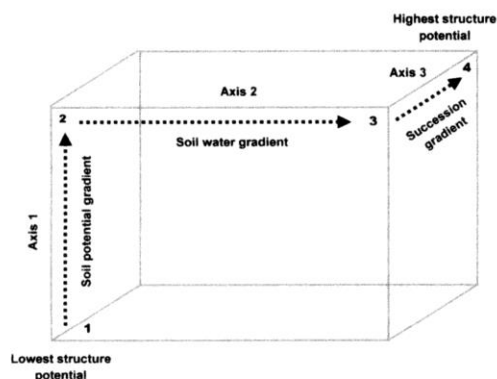 Highest structure
potential
4
Axis 3
Axis 2
2
3
Soil water gradient
Succession
gradient
Axis 1
Soil potential gradient
1
Lowest structure
potential